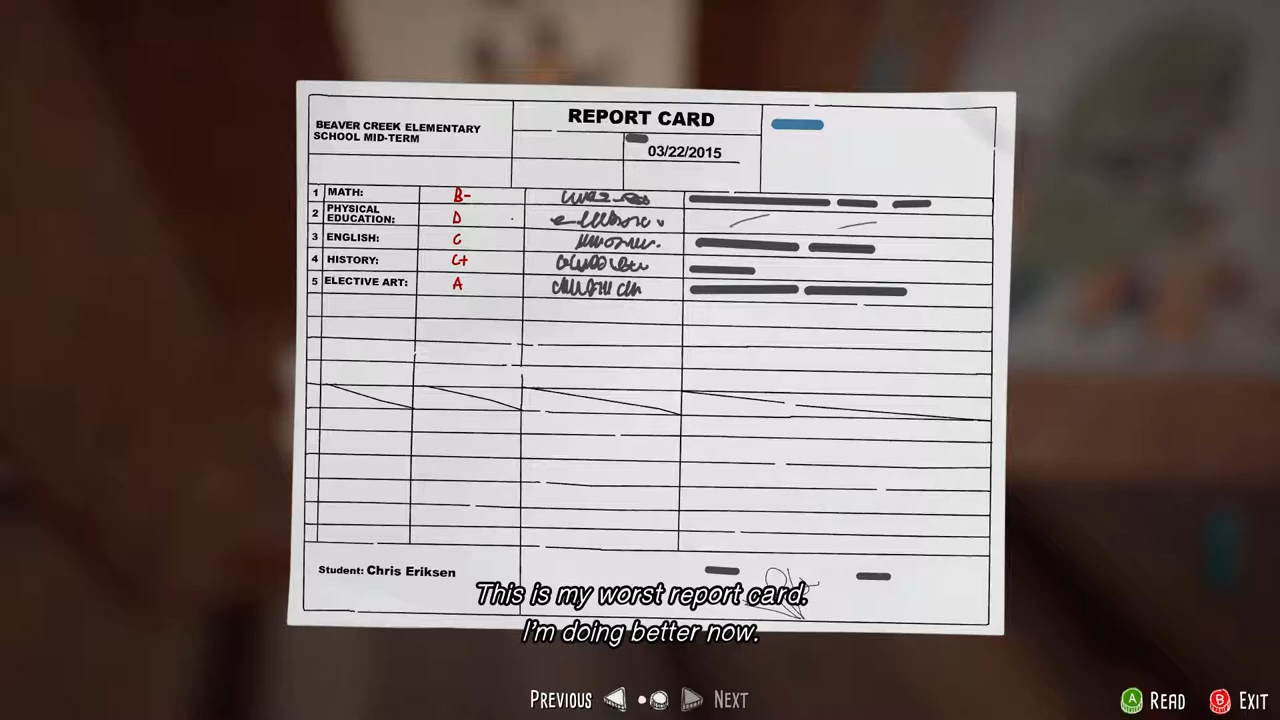 REPORT CARD
BEAVER CREEK ELEMENTARY
SCHOOL MID-TERM
03/22/2015
1 MATH: B-
2 PHYSICAL
EDUCATION: D
3 ENGLISH: C
4 HISTORY: C+
5 ELECTIVE ART: A
Student: Chris Eriksen
This is my worst report card.
I'm doing better now.
PREVIOUS NEXT
A READ B EXIT